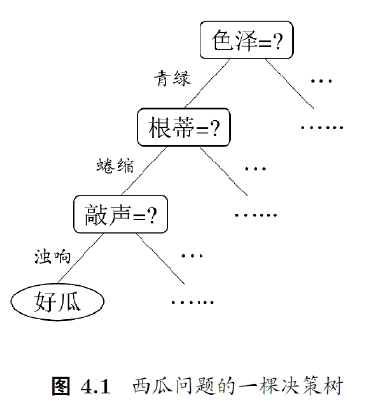 色泽=?
青绿
…
根蒂=?
……
蜷缩
…
敲声=?
……
浊响
…
好瓜
……
图 4.1 西瓜问题的一棵决策树